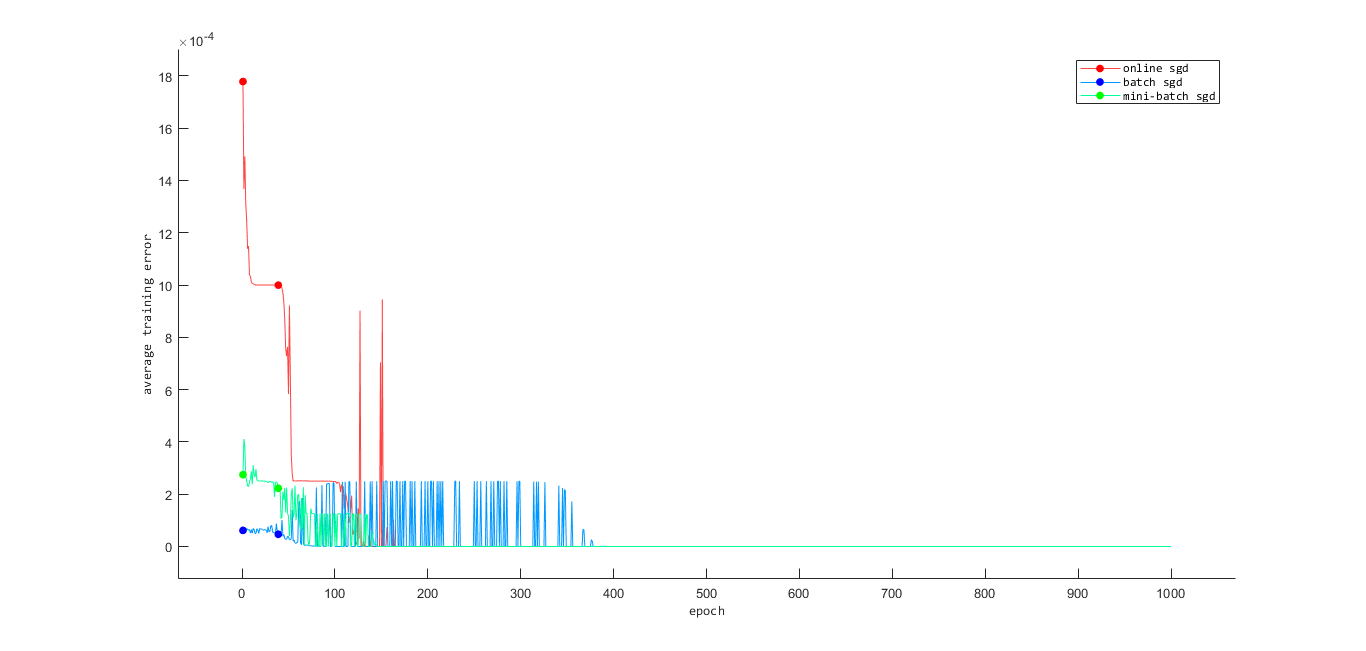 ×10-4
18
16
14
12
10
8
6
4
2
0
average training error
0 100 200 300 400 500 600 700 800 900 1000
epoch
online sgd
batch sgd
mini-batch sgd